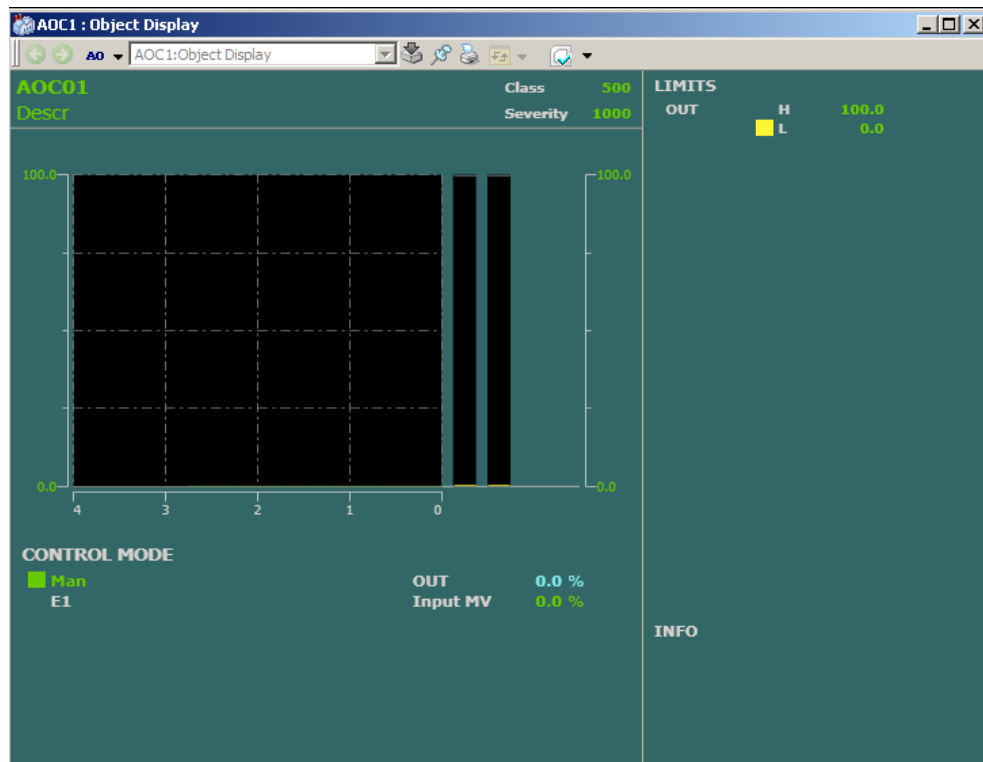 AOC1 : Object Display
AO AOC1:Object Display
AOC01 Class 500
Descr Severity 1000
LIMITS
OUT H 100.0
L 0.0
100.0 100.0
0.0 0.0
4 3 2 1 0
CONTROL MODE
Man OUT 0.0 %
E1 Input MV 0.0 %
INFO